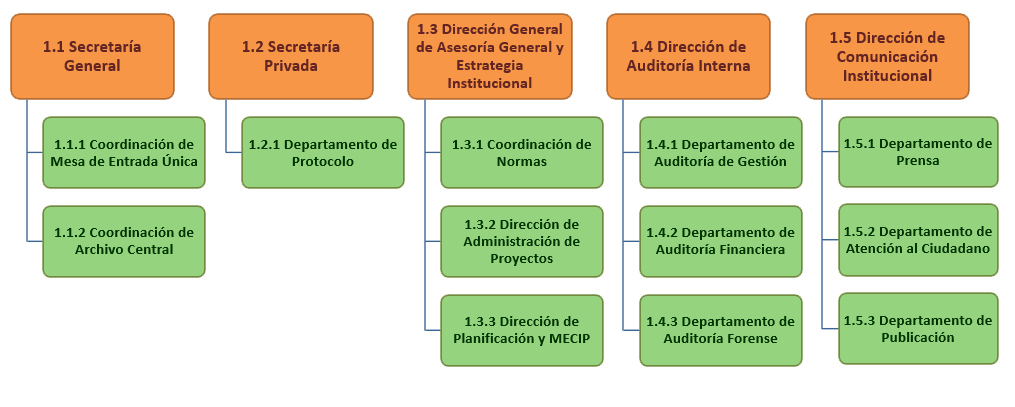 1.1 Secretaría
General
1.1.1 Coordinación de
Mesa de Entrada Única
1.1.2 Coordinación de
Archivo Central
1.2 Secretaría
Privada
1.2.1 Departamento de
Protocolo
1.3 Dirección General
de Asesoría General y
Estrategia
Institucional
1.3.1 Coordinación de
Normas
1.3.2 Dirección de
Administración de
Proyectos
1.3.3 Dirección de
Planificación y MECIP
1.4 Dirección de
Auditoría Interna
1.4.1 Departamento de
Auditoría de Gestión
1.4.2 Departamento de
Auditoría Financiera
1.4.3 Departamento de
Auditoría Forense
1.5 Dirección de
Comunicación
Institucional
1.5.1 Departamento de
Prensa
1.5.2 Departamento de
Atención al Ciudadano
1.5.3 Departamento de
Publicación